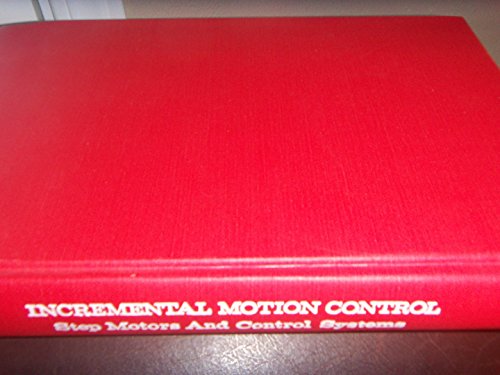 INCREMENTAL MOTION CONTROL
Step Motors And Control Systems